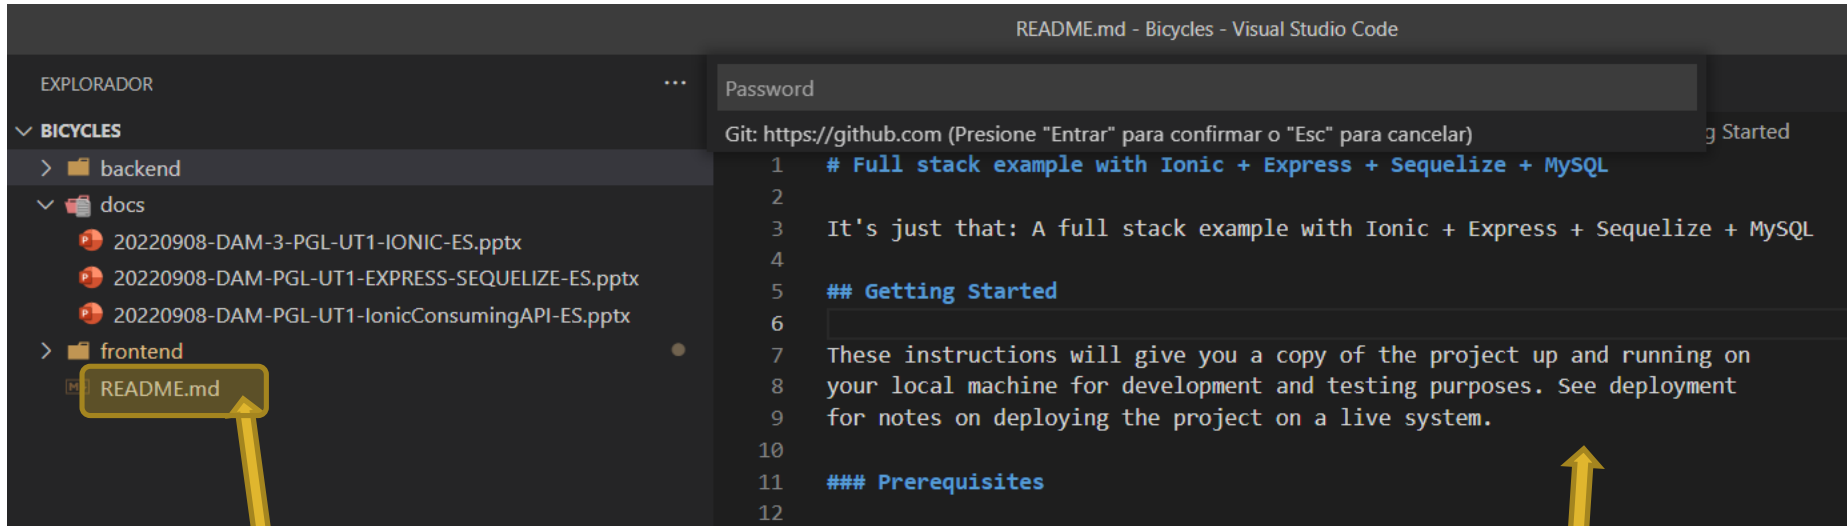 README.md - Bicycles - Visual Studio Code
EXPLORADOR
BICYCLES
backend
docs
20220908-DAM-3-PGL-UT1-IONIC-ES.pptx
20220908-DAM-PGL-UT1-EXPRESS-SEQUELIZE-ES.pptx
20220908-DAM-PGL-UT1-IonicConsumingAPI-ES.pptx
frontend
README.md
Password
Git: https://github.com (Presione "Entrar" para confirmar o "Esc" para cancelar)
g Started
1 # Full stack example with Ionic + Express + Sequelize + MySQL
2
3 It's just that: A full stack example with Ionic + Express + Sequelize + MySQL
4
5 ## Getting Started
6
7 These instructions will give you a copy of the project up and running on
8 your local machine for development and testing purposes. See deployment
9 for notes on deploying the project on a live system.
10
11 ### Prerequisites
12